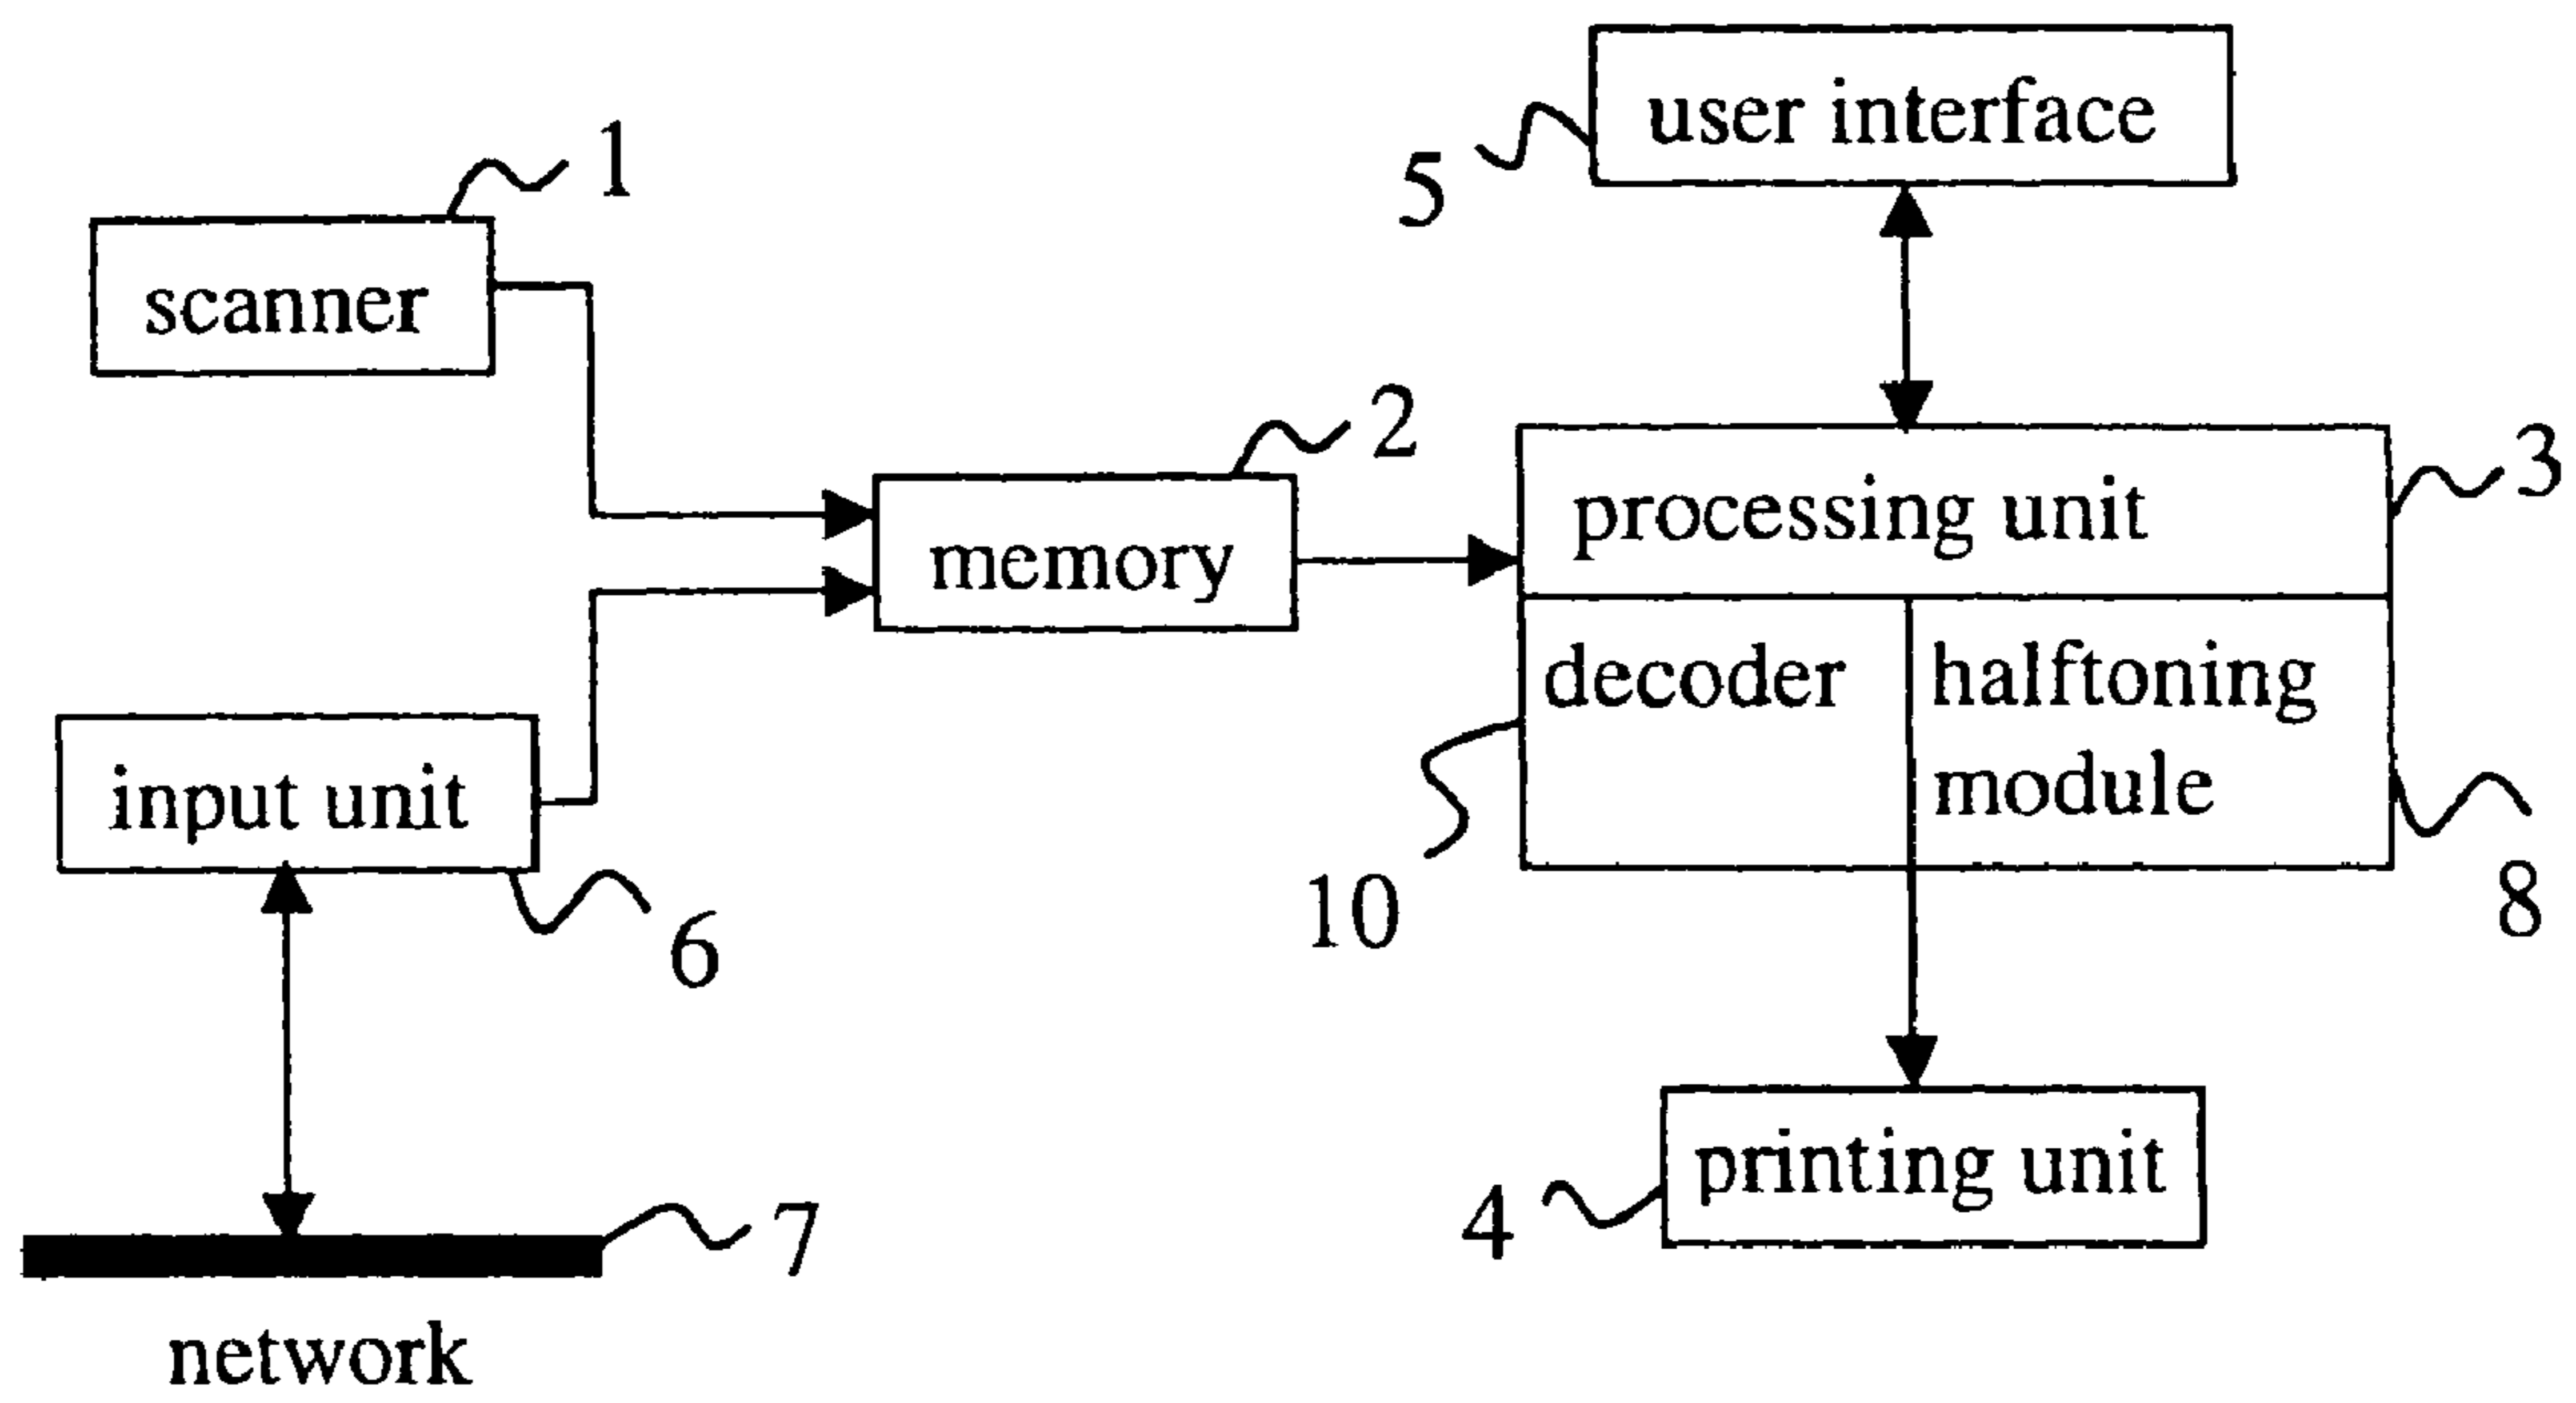 user interface
5
1
scanner
2
memory
processing unit
3
decoder
halftoning
module
10
8
input unit
6
printing unit
4
7
network